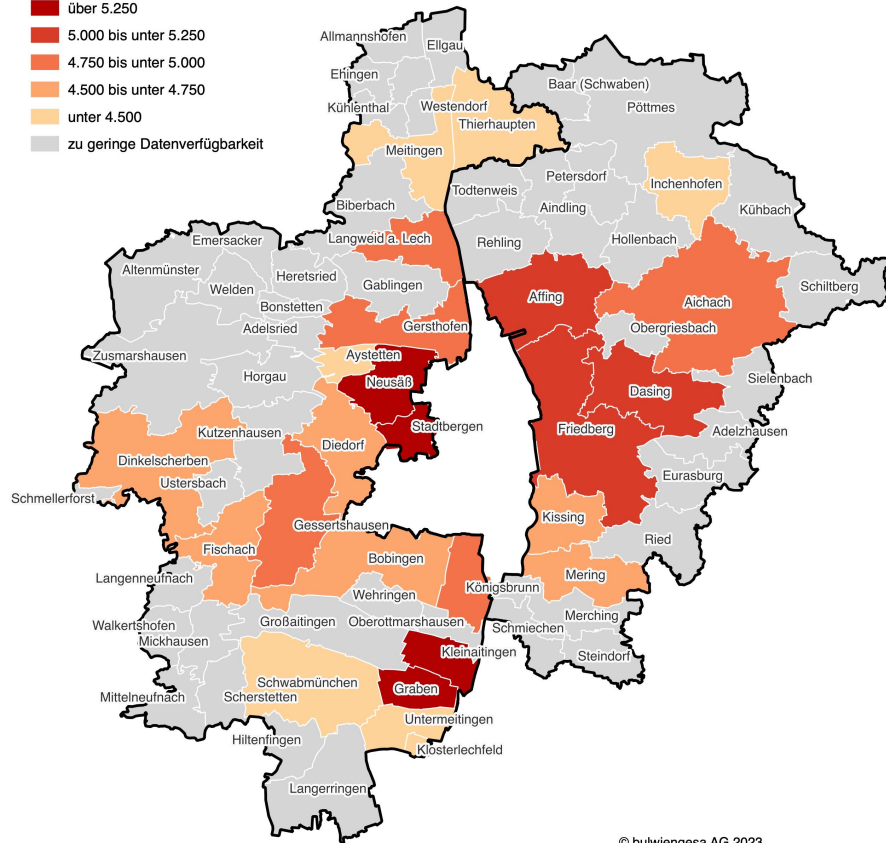 über 5.250
5.000 bis unter 5.250
4.750 bis unter 5.000
4.500 bis unter 4.750
unter 4.500
zu geringe Datenverfügbarkeit
Allmannshofen
Ellgau
Ehingen
Kühlenthal
Westendorf
Thierhaupten
Meitingen
Baar (Schwaben)
Pöttmes
Biberbach
Todtenweis
Petersdorf
Aindling
Inchenhofen
Kühbach
Emersacker
Langweid a. Lech
Rehling
Hollenbach
Altenmünster
Welden
Heretsried
Gablingen
Affing
Aichach
Schiltberg
Bonstetten
Adelsried
Gersthofen
Obergriesbach
Zusmarshausen
Aystetten
Horgau
Neusäß
Dasing
Sielenbach
Kutzenhausen
Diedorf
Stadtbergen
Friedberg
Adelzhausen
Dinkelscherben
Ustersbach
Eurasburg
Schmellerforst
Gessertshausen
Kissing
Ried
Fischach
Bobingen
Langenneufnach
Wehringen
Königsbrunn
Mering
Walkertshofen
Großaitingen
Oberottmarshausen
Merching
Mickhausen
Schmiechen
Kleinaitingen
Steindorf
Schwabmünchen
Graben
Mittelneufnach
Scherstetten
Untermeitingen
Hiltenfingen
Klosterlechfeld
Langerringen
© bulwiengesa AG 2023